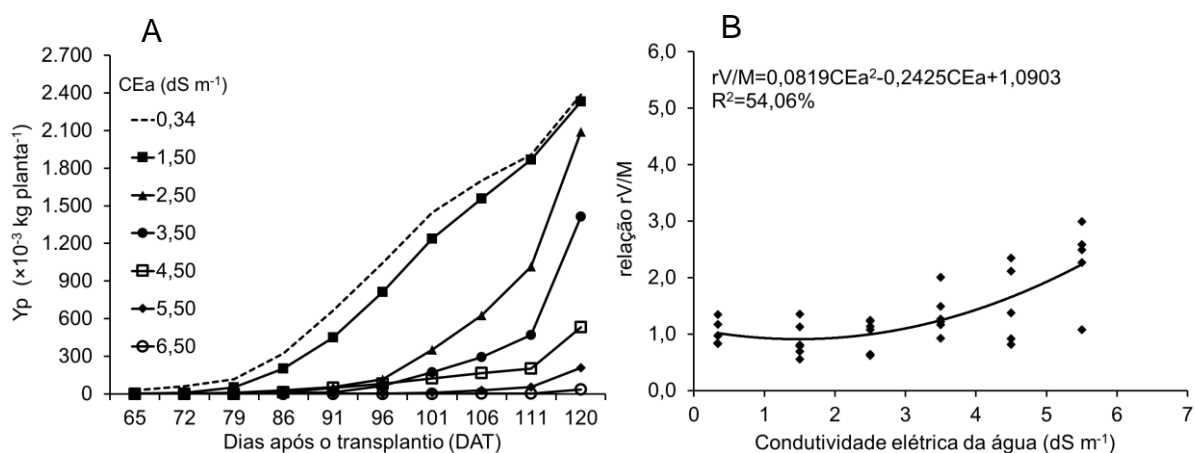 A
Yp (×10⁻³ kg planta⁻¹)
2.700
2.400
2.100
1.800
1.500
1.200
900
600
300
0
CEa (dS m⁻¹)
0,34
1,50
2,50
3,50
4,50
5,50
6,50
65 72 79 86 91 96 101 106 111 120
Dias após o transplantio (DAT)
B
relação rV/M
6,0
5,0
4,0
3,0
2,0
1,0
0,0
rV/M=0,0819CEa²-0,2425CEa+1,0903
R²=54,06%
0 1 2 3 4 5 6 7
Condutividade elétrica da água (dS m⁻¹)